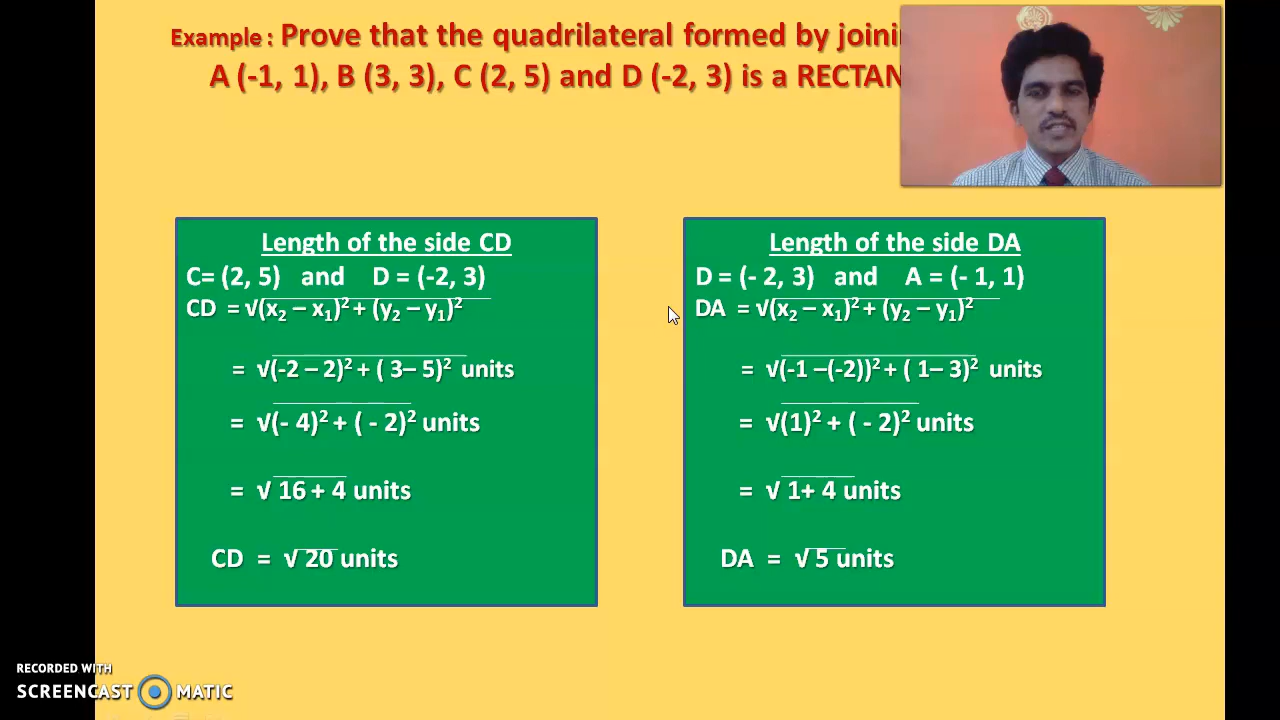 Example : Prove that the quadrilateral formed by
A (-1, 1), B (3, 3), C (2, 5) and D (-2, 3) is a
Length of the side CD
C= (2, 5) and D = (-2, 3)
CD = √(x₂ – x₁)² + (y₂ – y₁)²
= √(-2 – 2)² + ( 3– 5)² units
= √(- 4)² + ( - 2)² units
= √ 16 + 4 units
CD = √ 20 units
Length of the side DA
D = (- 2, 3) and A = (- 1, 1)
DA = √(x₂ – x₁)² + (y₂ – y₁)²
= √(-1 –(-2))² + ( 1– 3)² units
= √(1)² + ( - 2)² units
= √ 1+ 4 units
DA = √ 5 units
RECORDED WITH
SCREENCAST MATIC